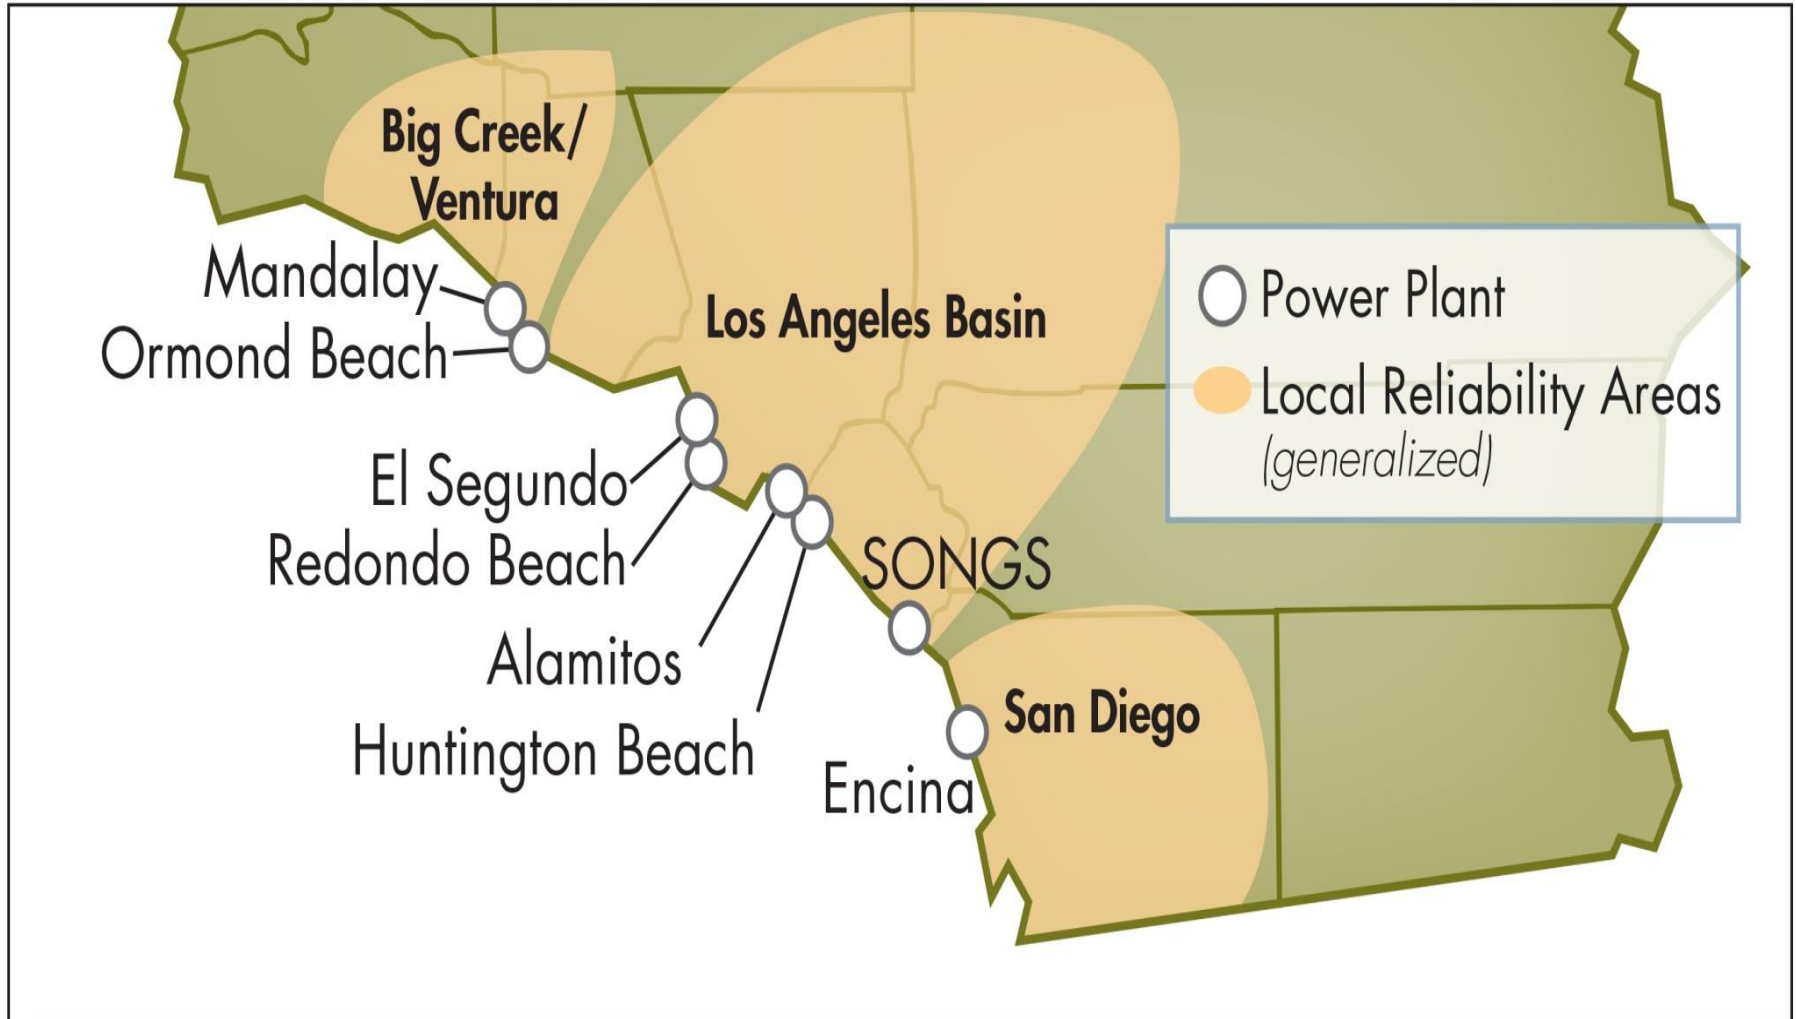 Big Creek/
Ventura
Mandalay
Ormond Beach
Los Angeles Basin
Power Plant
Local Reliability Areas
(generalized)
El Segundo
Redondo Beach
SONGS
Alamitos
Huntington Beach
San Diego
Encina